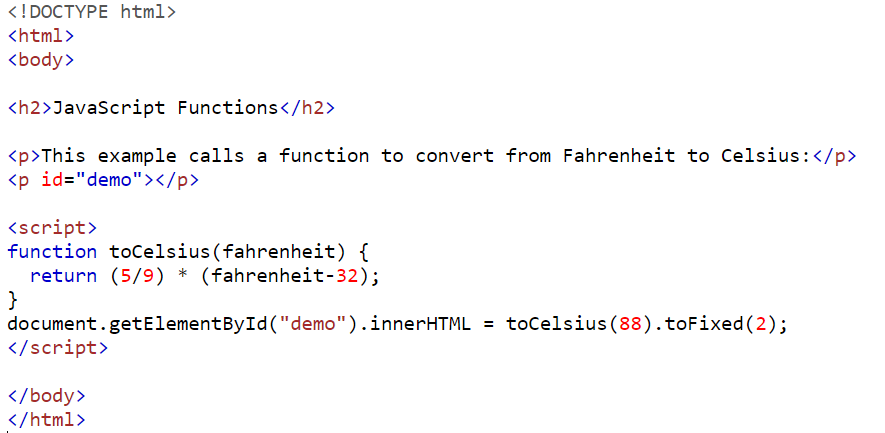 <!DOCTYPE html>
<html>
<body>
<h2>JavaScript Functions</h2>
<p>This example calls a function to convert from Fahrenheit to Celsius:</p>
<p id="demo"></p>
<script>
function toCelsius(fahrenheit) {
  return (5/9) * (fahrenheit-32);
}
document.getElementById("demo").innerHTML = toCelsius(88).toFixed(2);
</script>
</body>
</html>